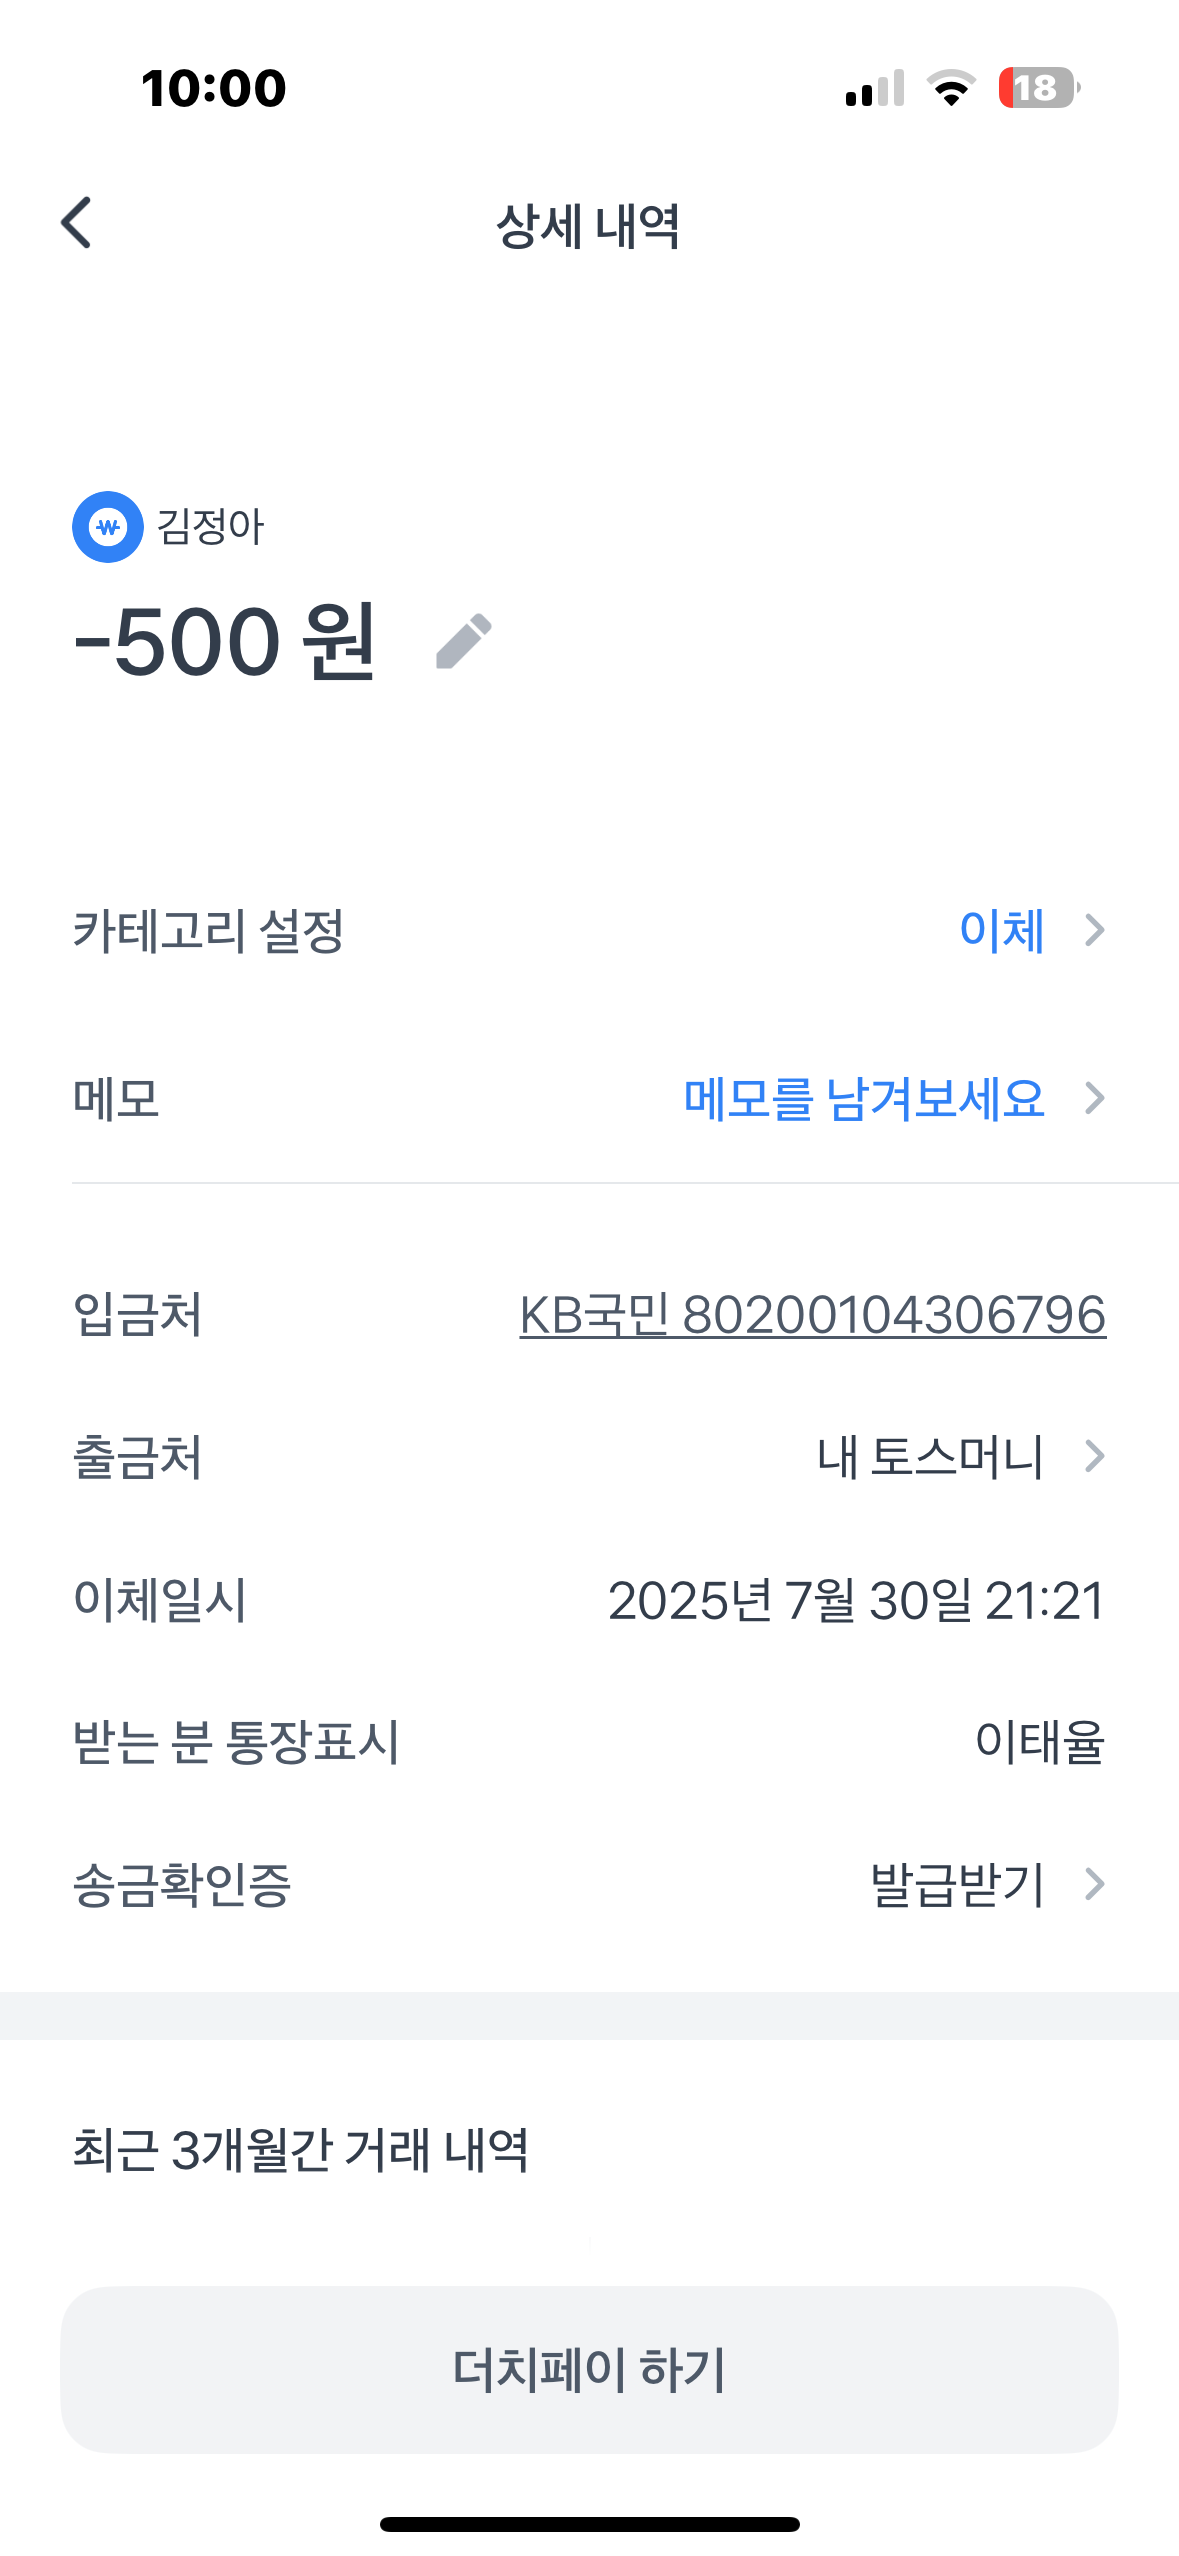 10:00
18
상세 내역
₩ 김정아
-500 원
카테고리 설정 이체
메모 메모를 남겨보세요
입금처 KB국민 80200104306796
출금처 내 토스머니
이체일시 2025년 7월 30일 21:21
받는 분 통장표시 이태율
송금확인증 발급받기
최근 3개월간 거래 내역
더치페이 하기